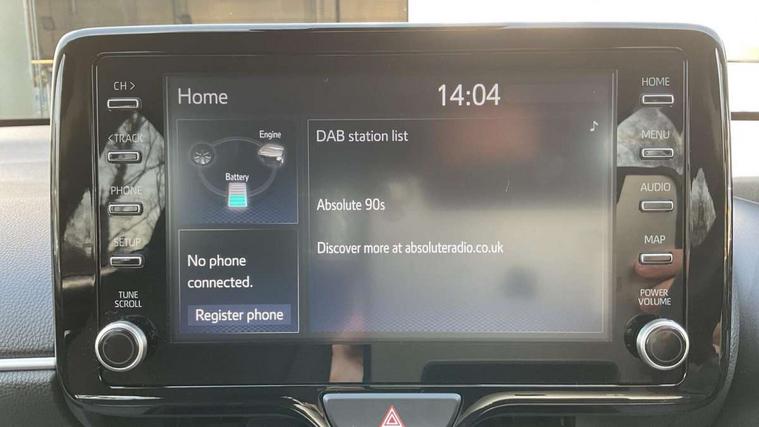 CH >
< TRACK
PHONE
SETUP
TUNE
SCROLL
Home
14:04
Engine
Battery
No phone
connected.
Register phone
DAB station list
Absolute 90s
Discover more at absoluteradio.co.uk
HOME
MENU
AUDIO
MAP
POWER
VOLUME